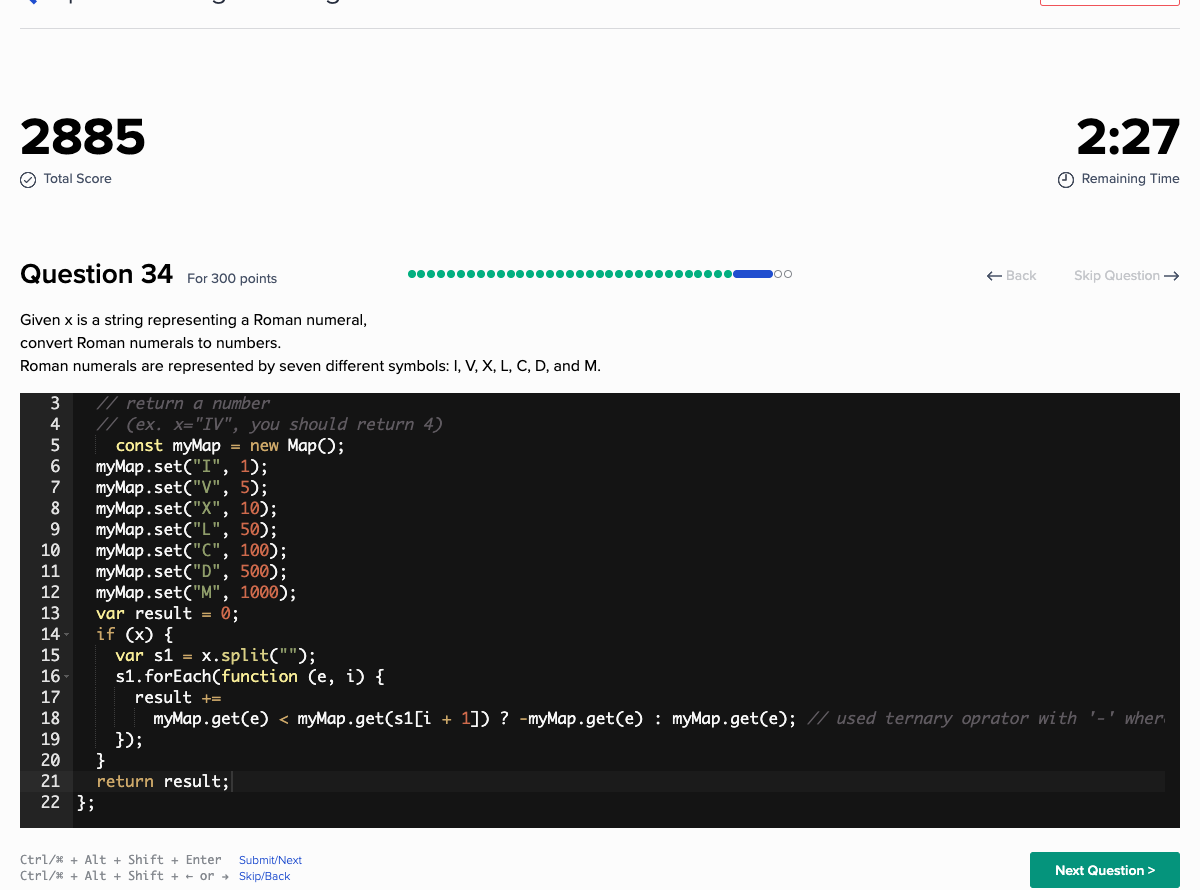 2885
2:27
Total Score
Remaining Time
Question 34 For 300 points
← Back Skip Question →
Given x is a string representing a Roman numeral,
convert Roman numerals to numbers.
Roman numerals are represented by seven different symbols: I, V, X, L, C, D, and M.
3 // return a number
4 // (ex. x="IV", you should return 4)
5 const myMap = new Map();
6 myMap.set("I", 1);
7 myMap.set("V", 5);
8 myMap.set("X", 10);
9 myMap.set("L", 50);
10 myMap.set("C", 100);
11 myMap.set("D", 500);
12 myMap.set("M", 1000);
13 var result = 0;
14 if (x) {
15 var s1 = x.split("");
16 s1.forEach(function (e, i) {
17 result +=
18 myMap.get(e) < myMap.get(s1[i + 1]) ? -myMap.get(e) : myMap.get(e); // used ternary oprator with '-' wher
19 });
20 }
21 return result;
22 };
Ctrl/⌘ + Alt + Shift + Enter Submit/Next
Ctrl/⌘ + Alt + Shift + ← or → Skip/Back
Next Question >